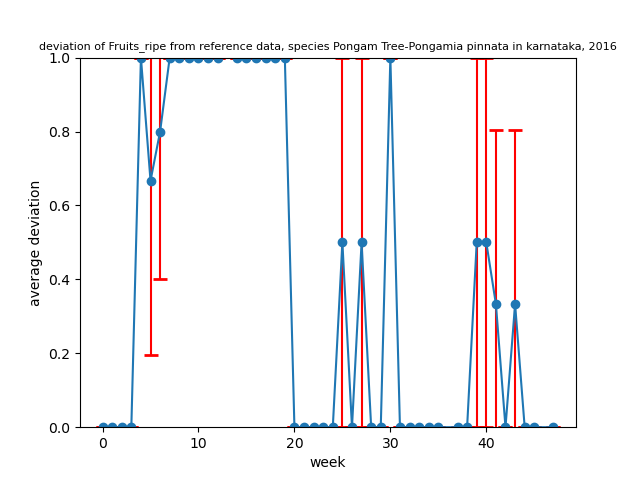 deviation of Fruits_ripe from reference data, species Pongam Tree-Pongamia pinnata in karnataka, 2016
1.0
0.8
0.6
0.4
0.2
0.0
average deviation
0 10 20 30 40
week